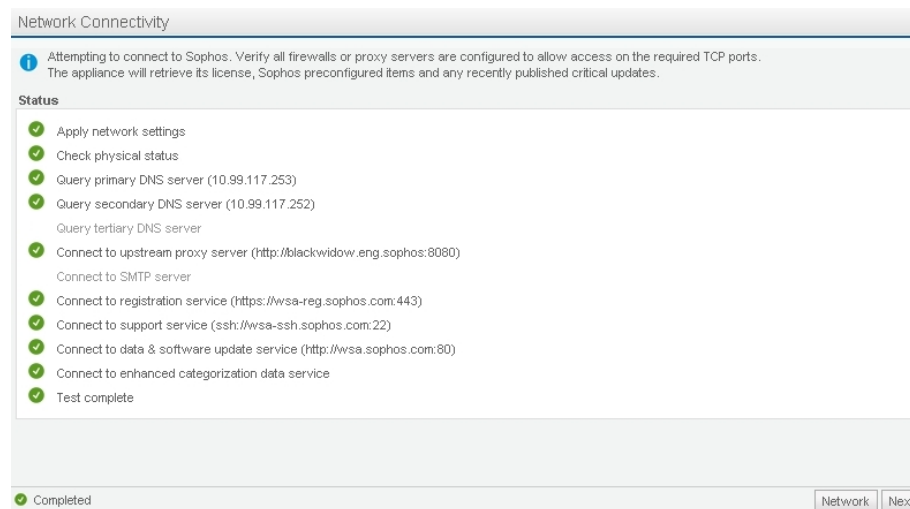 Network Connectivity
Attempting to connect to Sophos. Verify all firewalls or proxy servers are configured to allow access on the required TCP ports.
The appliance will retrieve its license, Sophos preconfigured items and any recently published critical updates.
Status
Apply network settings
Check physical status
Query primary DNS server (10.99.117.253)
Query secondary DNS server (10.99.117.252)
Query tertiary DNS server
Connect to upstream proxy server (http://blackwidow.eng.sophos:8080)
Connect to SMTP server
Connect to registration service (https://wsa-reg.sophos.com:443)
Connect to support service (ssh://wsa-ssh.sophos.com:22)
Connect to data & software update service (http://wsa.sophos.com:80)
Connect to enhanced categorization data service
Test complete
Completed
Network
Nex